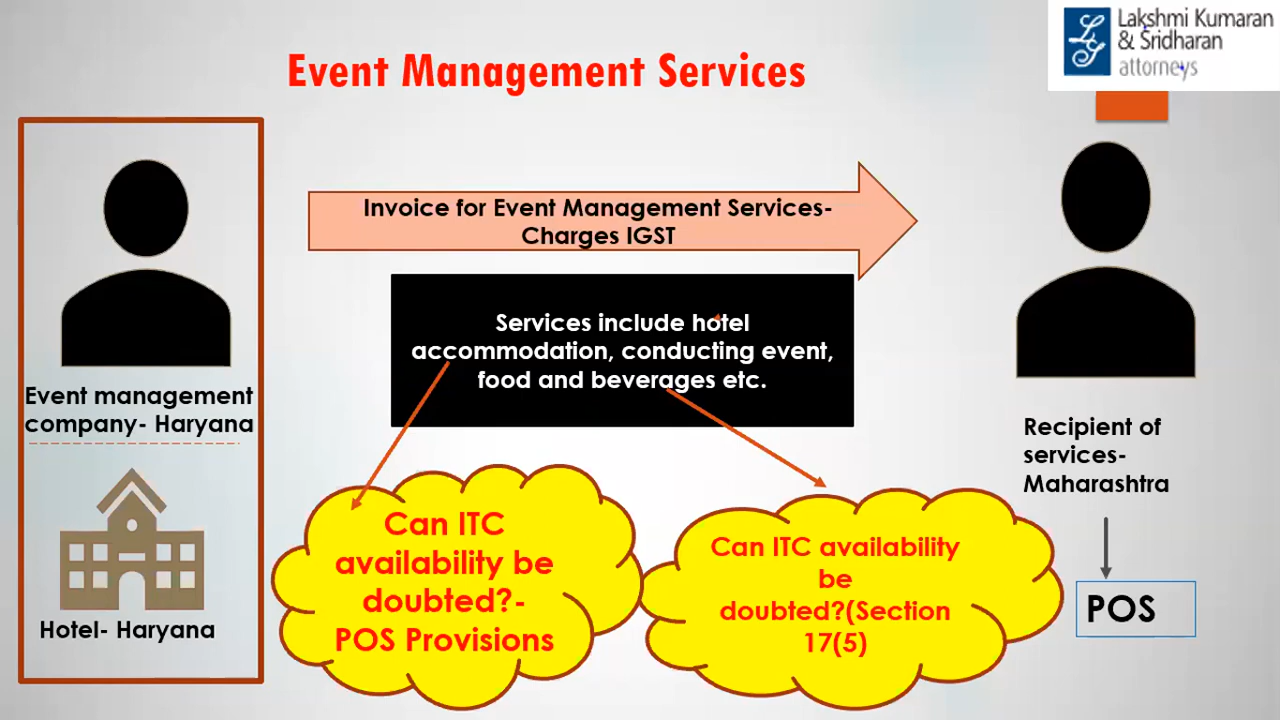 Lakshmi Kumaran
& Sridharan
attorneys
Event Management Services
Invoice for Event Management Services-
Charges IGST
Services include hotel
accommodation, conducting event,
food and beverages etc.
Event management
company- Haryana
Hotel- Haryana
Recipient of
services-
Maharashtra
POS
Can ITC
availability be
doubted?-
POS Provisions
Can ITC availability
be
doubted?(Section
17(5)